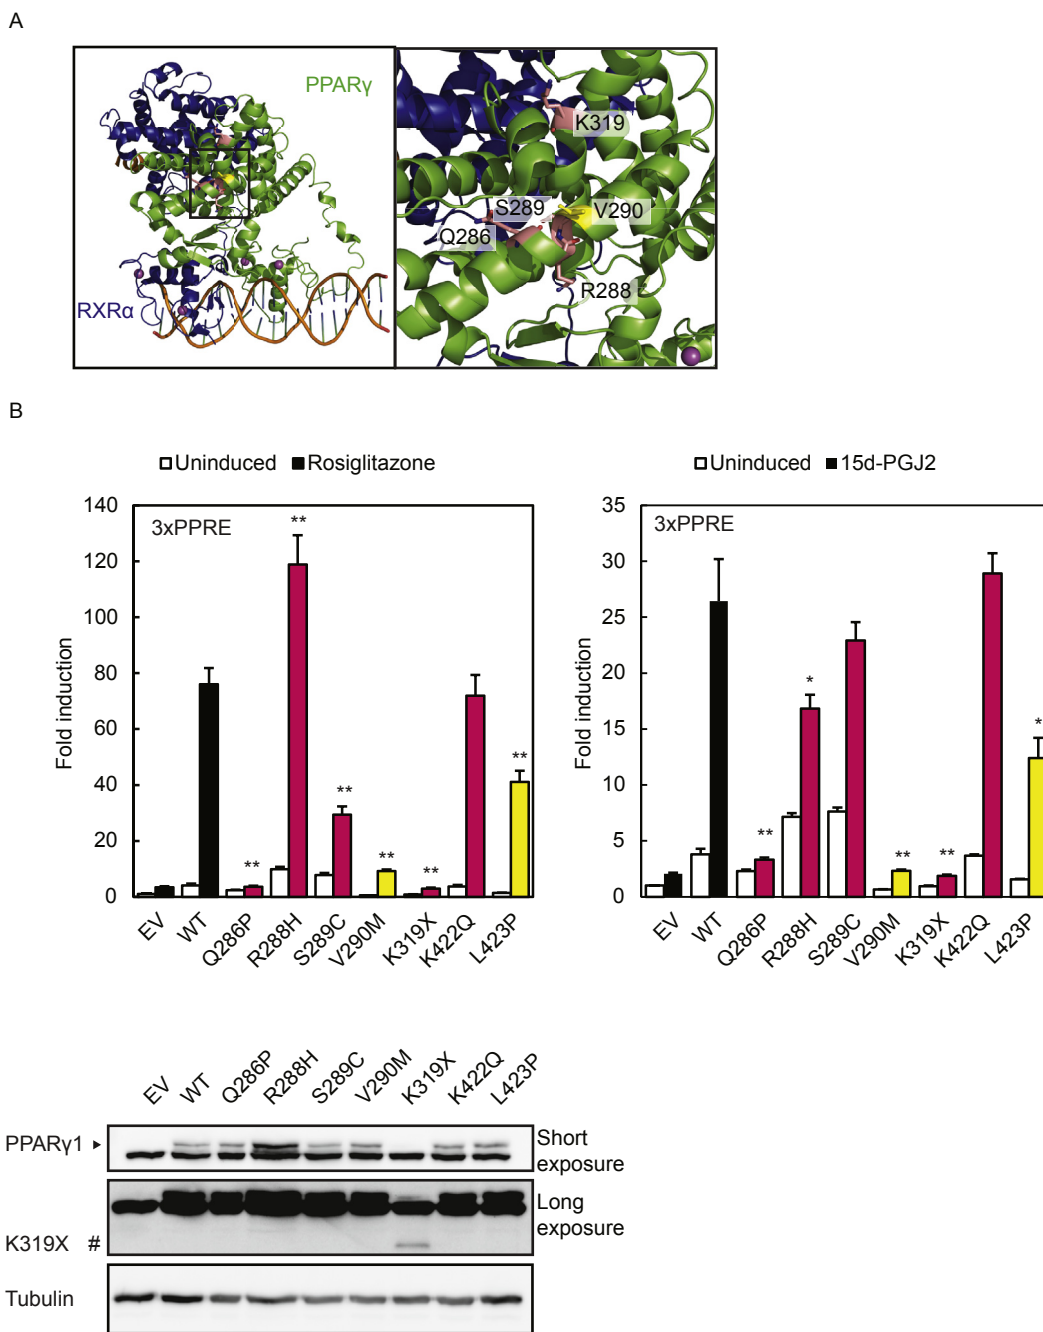 A
PPARγ
RXRα
K319
S289
V290
Q286
R288
B
Uninduced Rosiglitazone
140
120
100
80
60
40
20
0
Fold induction
3xPPRE
** ** ** ** ** **
EV WT Q286P R288H S289C V290M K319X K422Q L423P
Uninduced 15d-PGJ2
35
30
25
20
15
10
5
0
Fold induction
3xPPRE
** * ** ** *
EV WT Q286P R288H S289C V290M K319X K422Q L423P
EV WT Q286P R288H S289C V290M K319X K422Q L423P
PPARγ1
Short
exposure
Long
exposure
K319X #
Tubulin